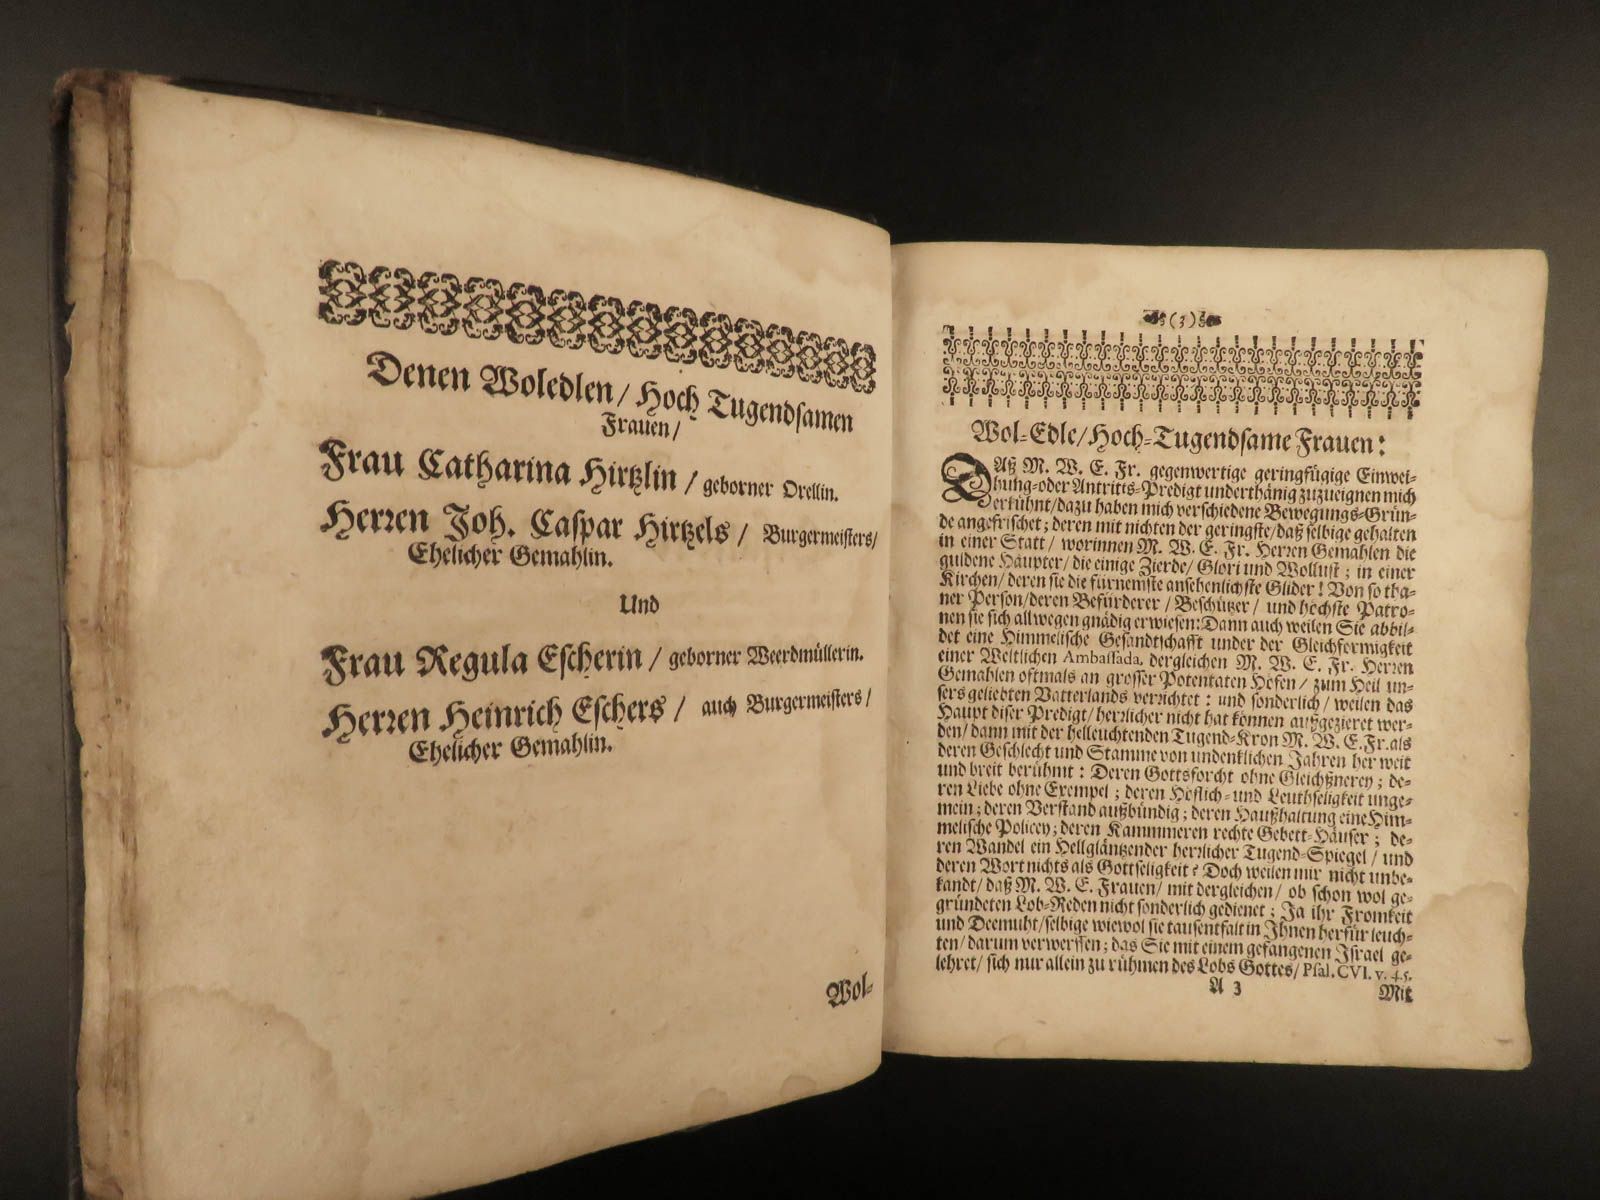 Denen Woledlen / Hoch Tugendsamen
Frauen /
Frau Catharina Hirtzlin / geborner Orellin.
Herren Joh. Caspar Hirtzels / Burgermeisters /
Ehelicher Gemahlin.
Und
Frau Regula Escherin / geborner Weerdmüllerin.
Herren Heinrich Eschers / auch Burgermeisters /
Ehelicher Gemahlin.
Wol-
(3)
Wol-Edle / Hoch-Tugendsame Frauen:
DAß M. W. E. Fr. gegenwertige geringfügige Einwei-
hung-oder Antritts-Predigt underthänig zuzueignen mich
erkühnt / dazu haben mich verschiedene Bewegungs-Grün-
de angefrischet; deren mit nichten der geringste / daß selbige gehalten
in einer Statt / worinnen M. W. E. Fr. Herren Gemahlen die
guldene Häupter / die einige Zierde / Glori und Wollust; in einer
Kirchen / deren sie die fürnemste ansehenlichste Glider! Von so tha-
ner Person / deren Befürderer / Beschützer / und höchste Patro-
nen sie sich allwegen gnädig erwiesen: Dann auch weilen Sie abbil-
det eine Himmelische Gesandtschafft under der Gleichförmigkeit
einer Weltlichen Ambassada, dergleichen M. W. E. Fr. Herren
Gemahlen oftmals an grosser Potentaten Höfen / zum Heil un-
sers geliebten Vatterlands verrichtet: und sonderlich / weilen das
Haupt diser Predigt / herrlicher nicht hat können außgezieret wer-
den / dann mit der helleuchtenden Tugend-Kron M. W. E. Fr. als
deren Geschlecht und Stamme von undenklichen Jahren her weit
und breit berühmt: Deren Gottsforcht ohne Gleichßnerey; de-
ren Liebe ohne Exempel; deren Höflich- und Leuthseligkeit unge-
mein; deren Verstand außbündig; deren Haußhaltung eine Him-
melische Policey; deren Kammmeren rechte Gebett-Häuser; de-
ren Wandel ein Hellgläntzender herrlicher Tugend-Spiegel / und
deren Wort nichts als Gottseligkeit? Doch weilen mir nicht unbe-
kandt / daß M. W. E. Frauen / mit dergleichen / ob schon wol ge-
gründeten Lob-Reden nicht sonderlich gedienet; Ja ihr Fromkeit
und Deemuht / selbige wiewol sie tausentfalt in Ihnen herfür leuch-
ten / darum verwerffen; das Sie mit einem gefangenen Israel ge-
lehret / sich nur allein zu rühmen des Lobs Gottes / Psal. CVI. v. 45.
A 3
Mit